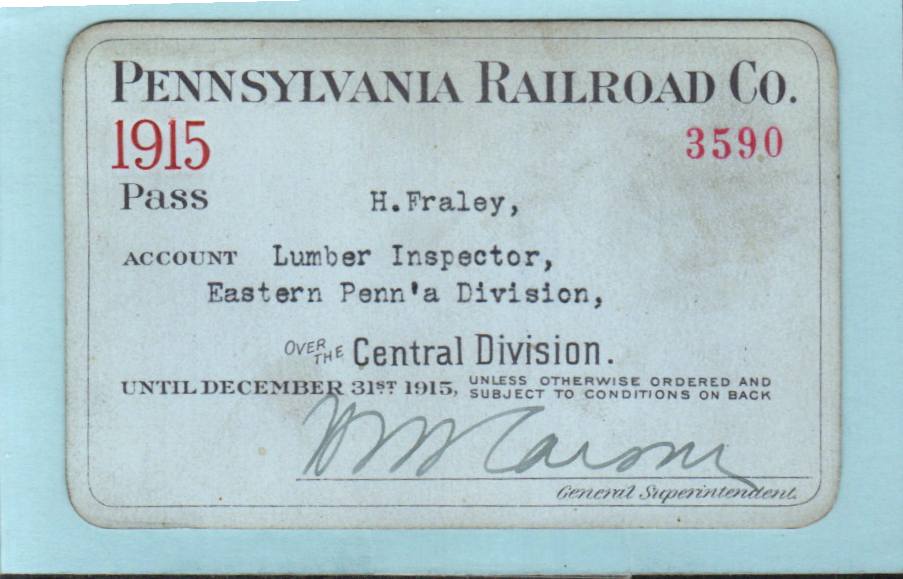 PENNSYLVANIA RAILROAD CO.
1915 3590
Pass H.Fraley,
ACCOUNT Lumber Inspector,
Eastern Penn'a Division,
OVER THE Central Division.
UNTIL DECEMBER 31ST 1915, UNLESS OTHERWISE ORDERED AND
SUBJECT TO CONDITIONS ON BACK
General Superintendent.